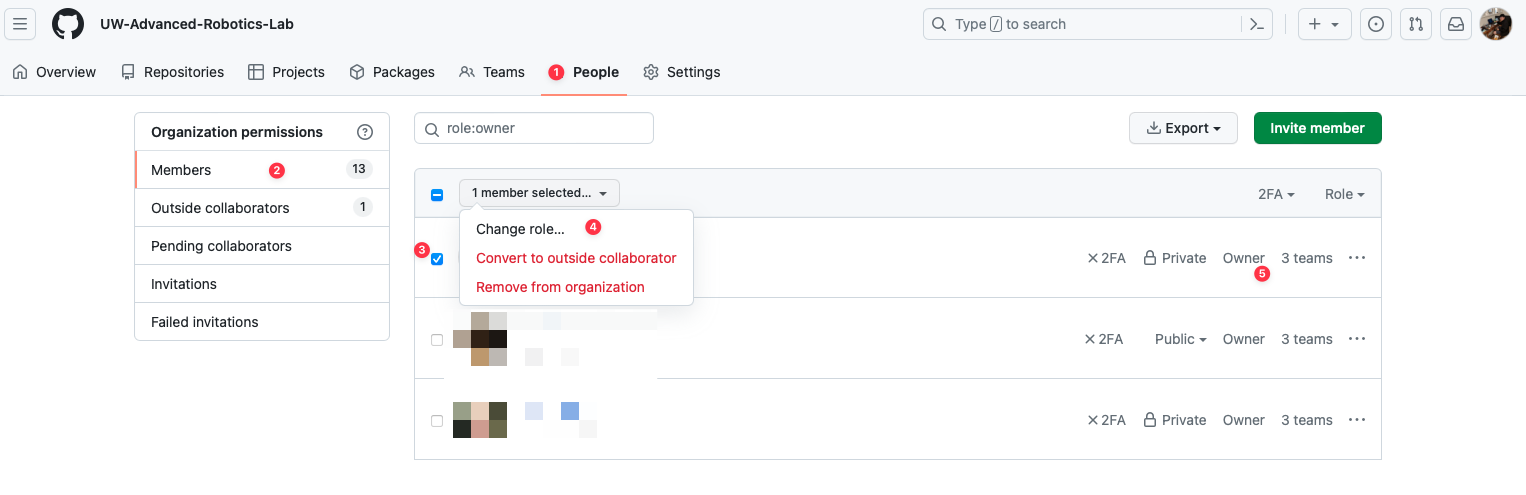 UW-Advanced-Robotics-Lab
Type / to search
Overview
Repositories
Projects
Packages
Teams
1 People
Settings
Organization permissions
Members 2 13
Outside collaborators 1
Pending collaborators
Invitations
Failed invitations
role:owner
Export
Invite member
1 member selected...
2FA
Role
Change role... 4
Convert to outside collaborator
Remove from organization
3
2FA Private Owner 3 teams
5
2FA Public Owner 3 teams
2FA Private Owner 3 teams